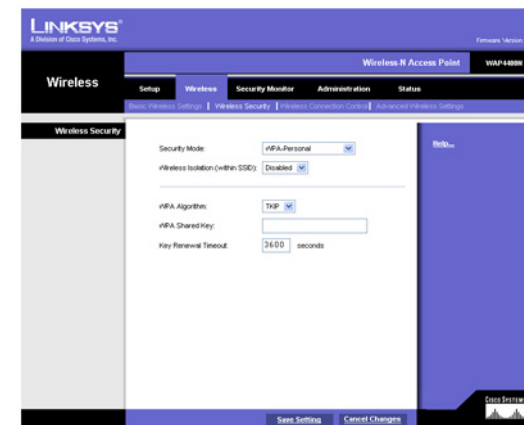 LINKSYS®
A Division of Cisco Systems, Inc.
Firmware Version
Wireless-N Access Point
WAP4400N
Wireless
Setup
Wireless
Security Monitor
Administration
Status
Basic Wireless Settings | Wireless Security | Wireless Connection Control | Advanced Wireless Settings
Wireless Security
Security Mode: WPA-Personal
Wireless Isolation (within SSID): Disabled
WPA Algorithm: TKIP
WPA Shared Key:
Key Renewal Timeout: 3600 seconds
Help...
Save Setting
Cancel Changes
CISCO SYSTEMS